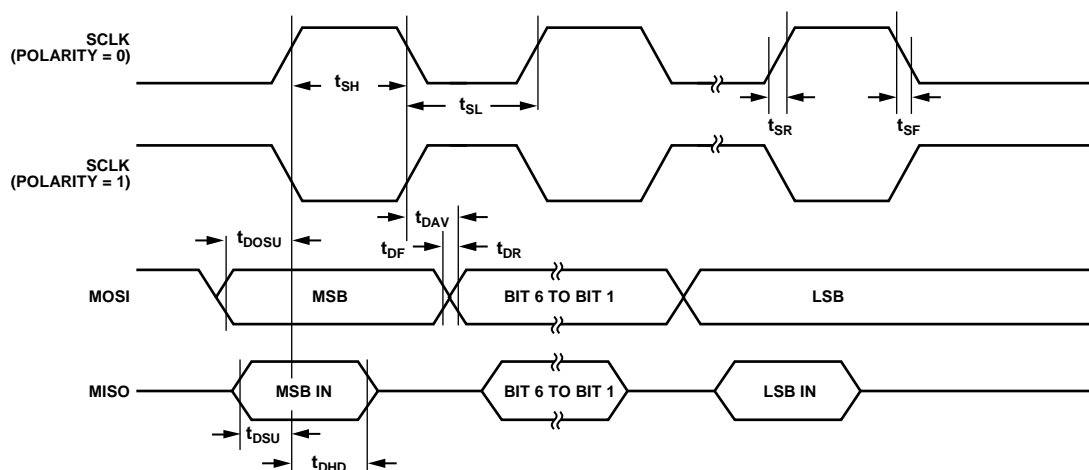 SCLK
(POLARITY = 0)
tSH
tSL
tSR
tSF
SCLK
(POLARITY = 1)
tDAV
tDOSU
tDF
tDR
MOSI
MSB
BIT 6 TO BIT 1
LSB
MISO
MSB IN
BIT 6 TO BIT 1
LSB IN
tDSU
tDHD